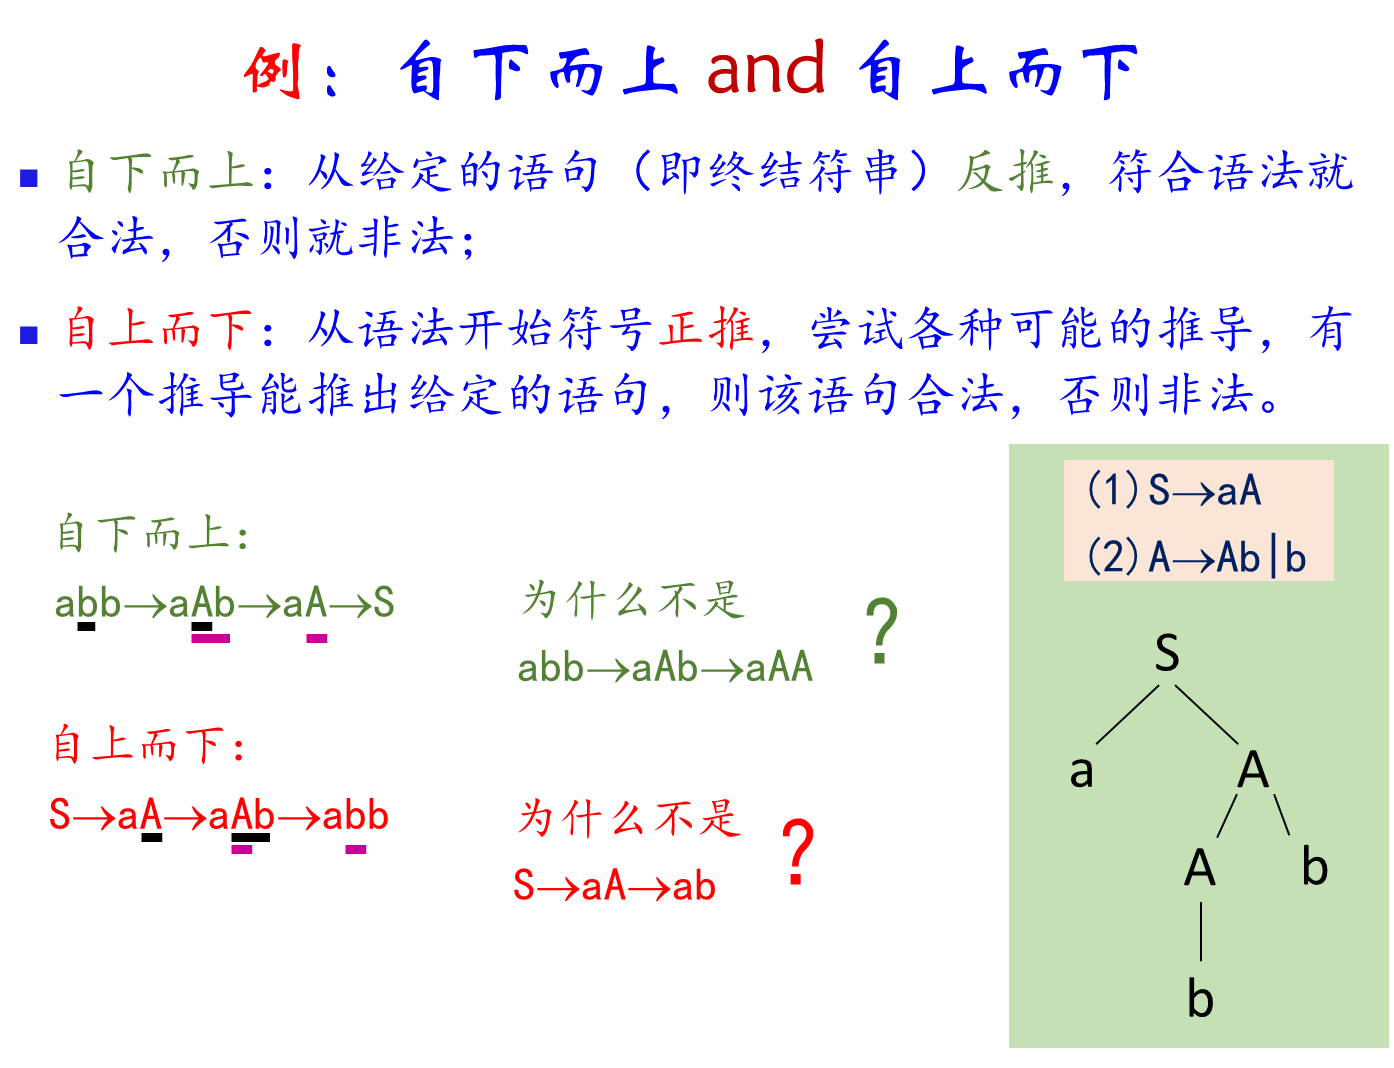 例：自下而上 and 自上而下
■ 自下而上：从给定的语句（即终结符串）反推，符合语法就
合法，否则就非法；
■ 自上而下：从语法开始符号正推，尝试各种可能的推导，有
一个推导能推出给定的语句，则该语句合法，否则非法。
自下而上：
abb→aAb→aA→S
为什么不是
abb→aAb→aAA
?
自上而下：
S→aA→aAb→abb
为什么不是
S→aA→ab
?
(1)S→aA
(2)A→Ab|b
S
a A
A b
b